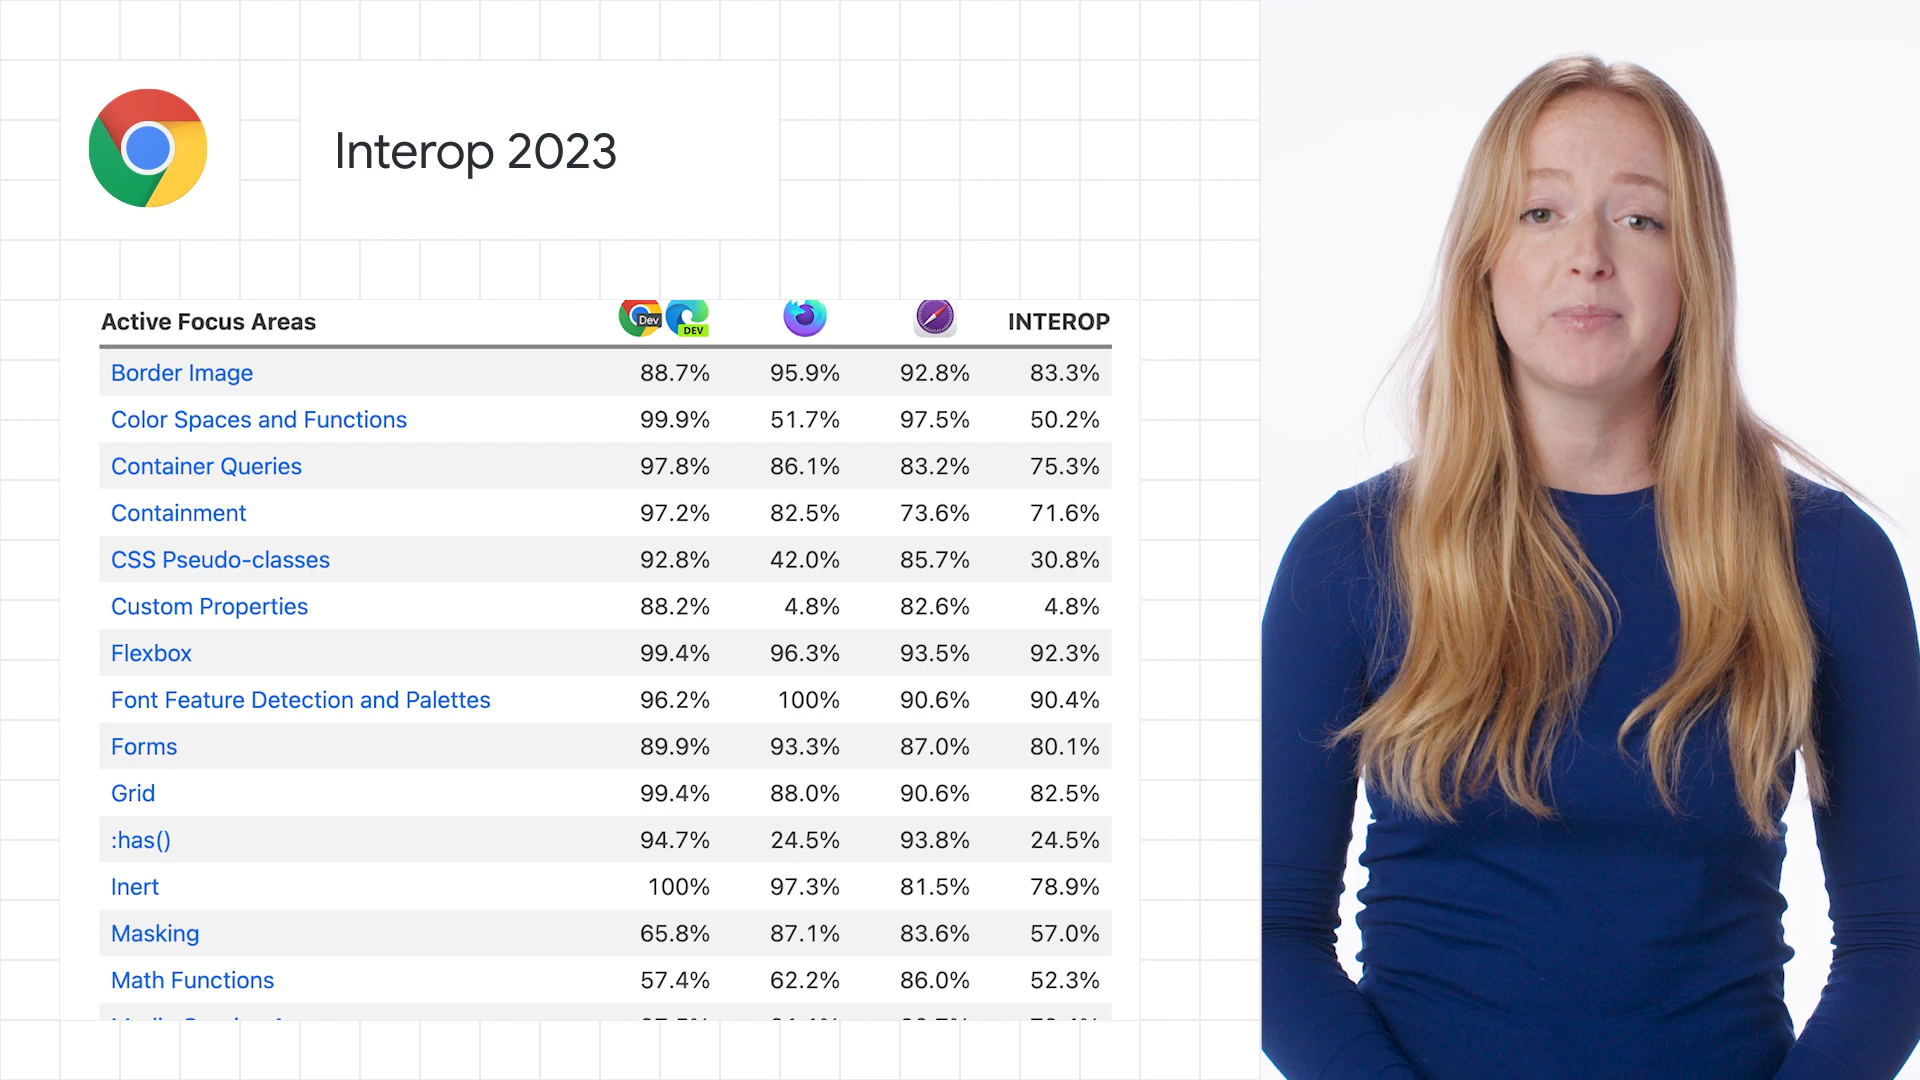 Interop 2023
Active Focus Areas Dev DEV INTEROP
Border Image 88.7% 95.9% 92.8% 83.3%
Color Spaces and Functions 99.9% 51.7% 97.5% 50.2%
Container Queries 97.8% 86.1% 83.2% 75.3%
Containment 97.2% 82.5% 73.6% 71.6%
CSS Pseudo-classes 92.8% 42.0% 85.7% 30.8%
Custom Properties 88.2% 4.8% 82.6% 4.8%
Flexbox 99.4% 96.3% 93.5% 92.3%
Font Feature Detection and Palettes 96.2% 100% 90.6% 90.4%
Forms 89.9% 93.3% 87.0% 80.1%
Grid 99.4% 88.0% 90.6% 82.5%
:has() 94.7% 24.5% 93.8% 24.5%
Inert 100% 97.3% 81.5% 78.9%
Masking 65.8% 87.1% 83.6% 57.0%
Math Functions 57.4% 62.2% 86.0% 52.3%